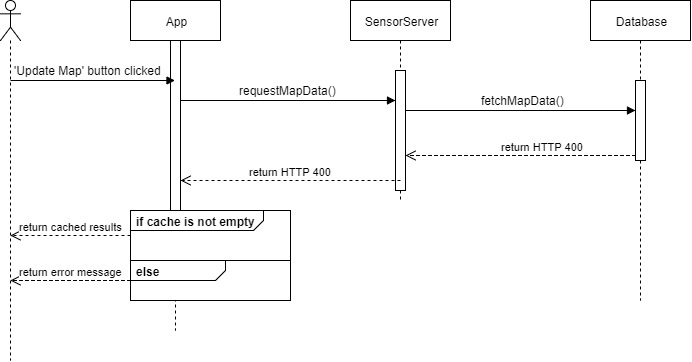 App
SensorServer
Database
'Update Map' button clicked
requestMapData()
fetchMapData()
return HTTP 400
return HTTP 400
if cache is not empty
return cached results
else
return error message